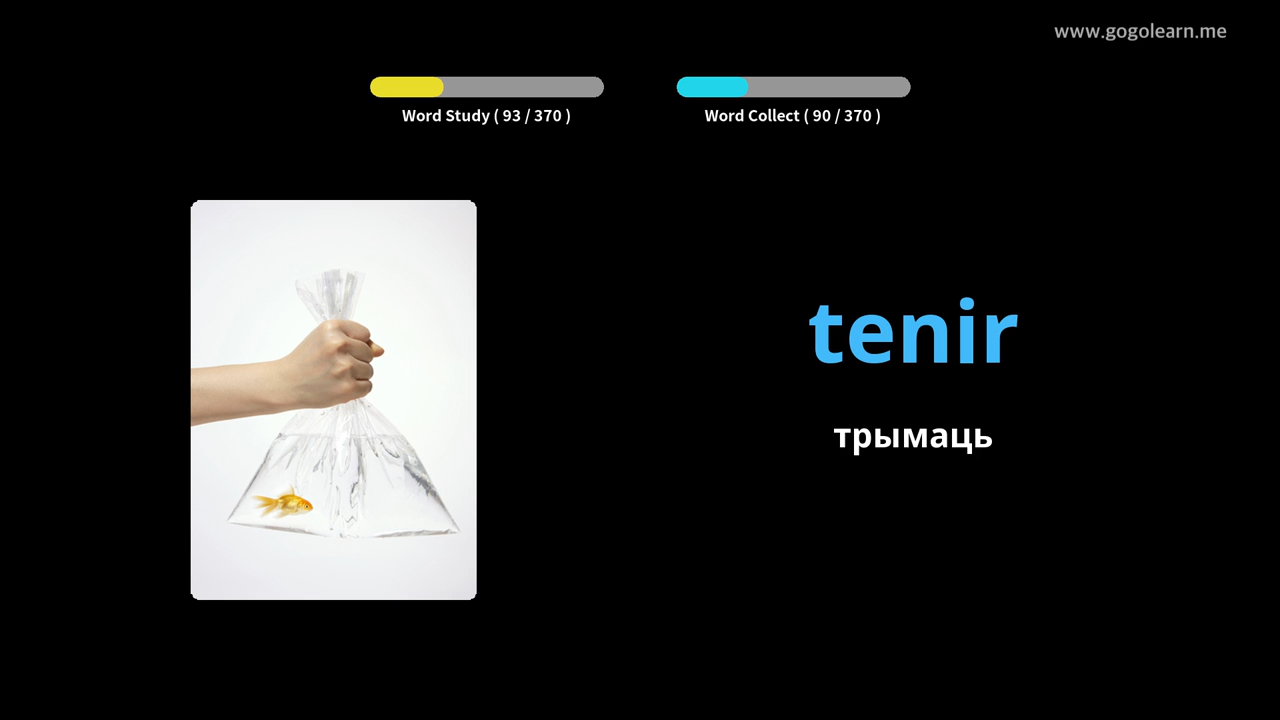 www.gogolearn.me
Word Study ( 93 / 370 )
Word Collect ( 90 / 370 )
tenir
трымаць